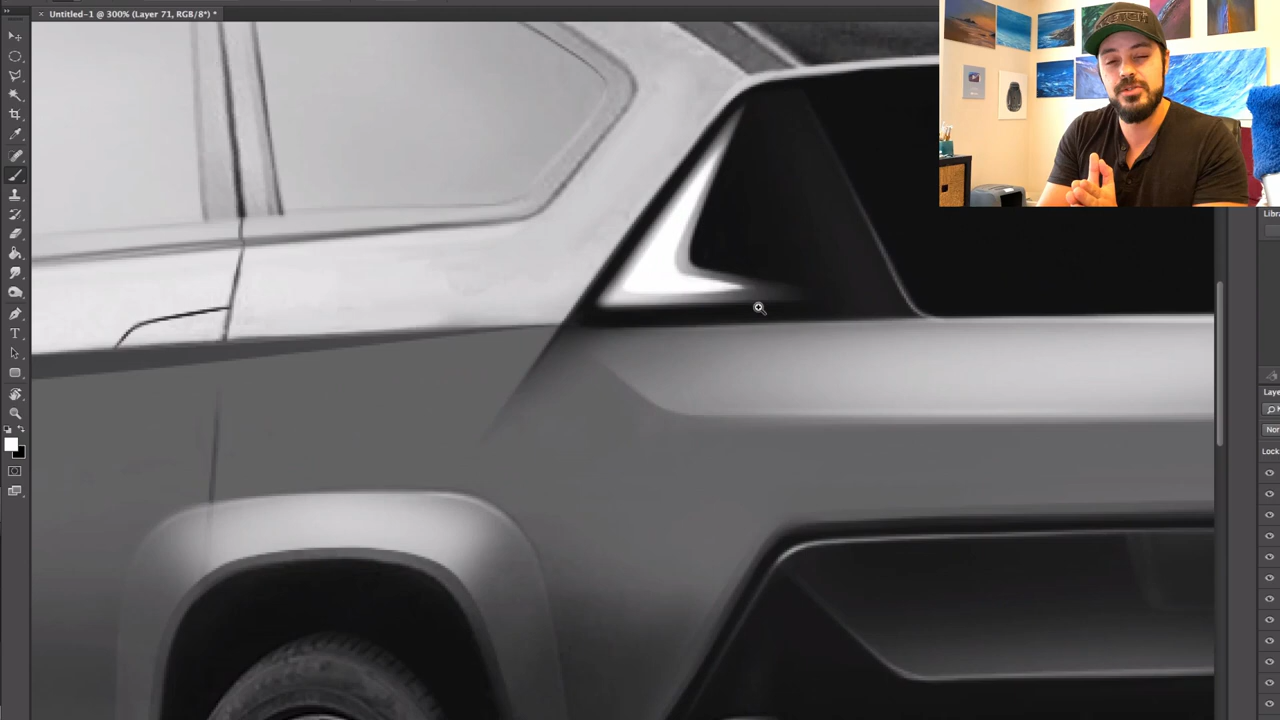 × Untitled-1 @ 300% (Layer 71, RGB/8*) *
Libra
Laye
Nor
Lock
T